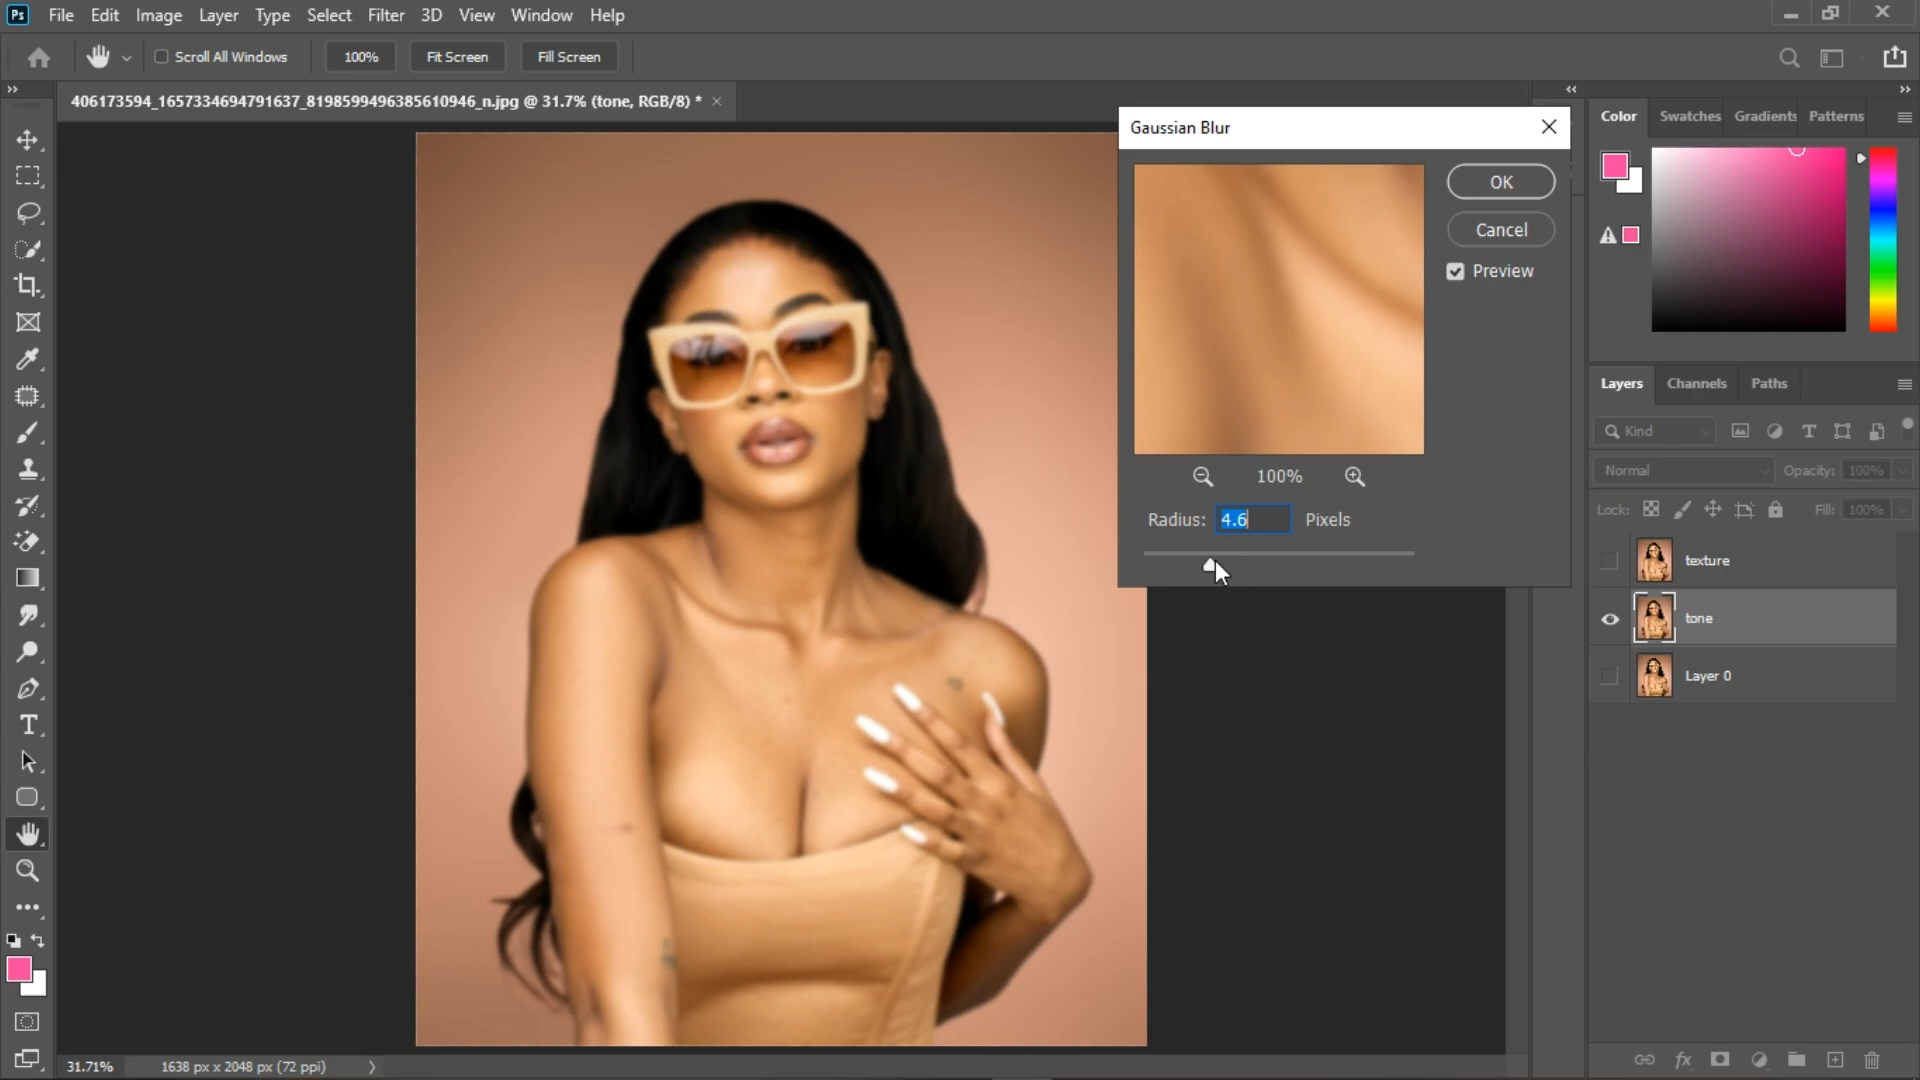 Ps File Edit Image Layer Type Select Filter 3D View Window Help
Scroll All Windows 100% Fit Screen Fill Screen
406173594_1657334694791637_8198599496385610946_n.jpg @ 31.7% (tone, RGB/8) *
Gaussian Blur
OK
Cancel
Preview
100%
Radius: 4.6 Pixels
Color Swatches Gradients Patterns
Layers Channels Paths
Kind
Normal Opacity: 100%
Lock: Fill: 100%
texture
tone
Layer 0
fx
31.71% 1638 px x 2048 px (72 ppi)